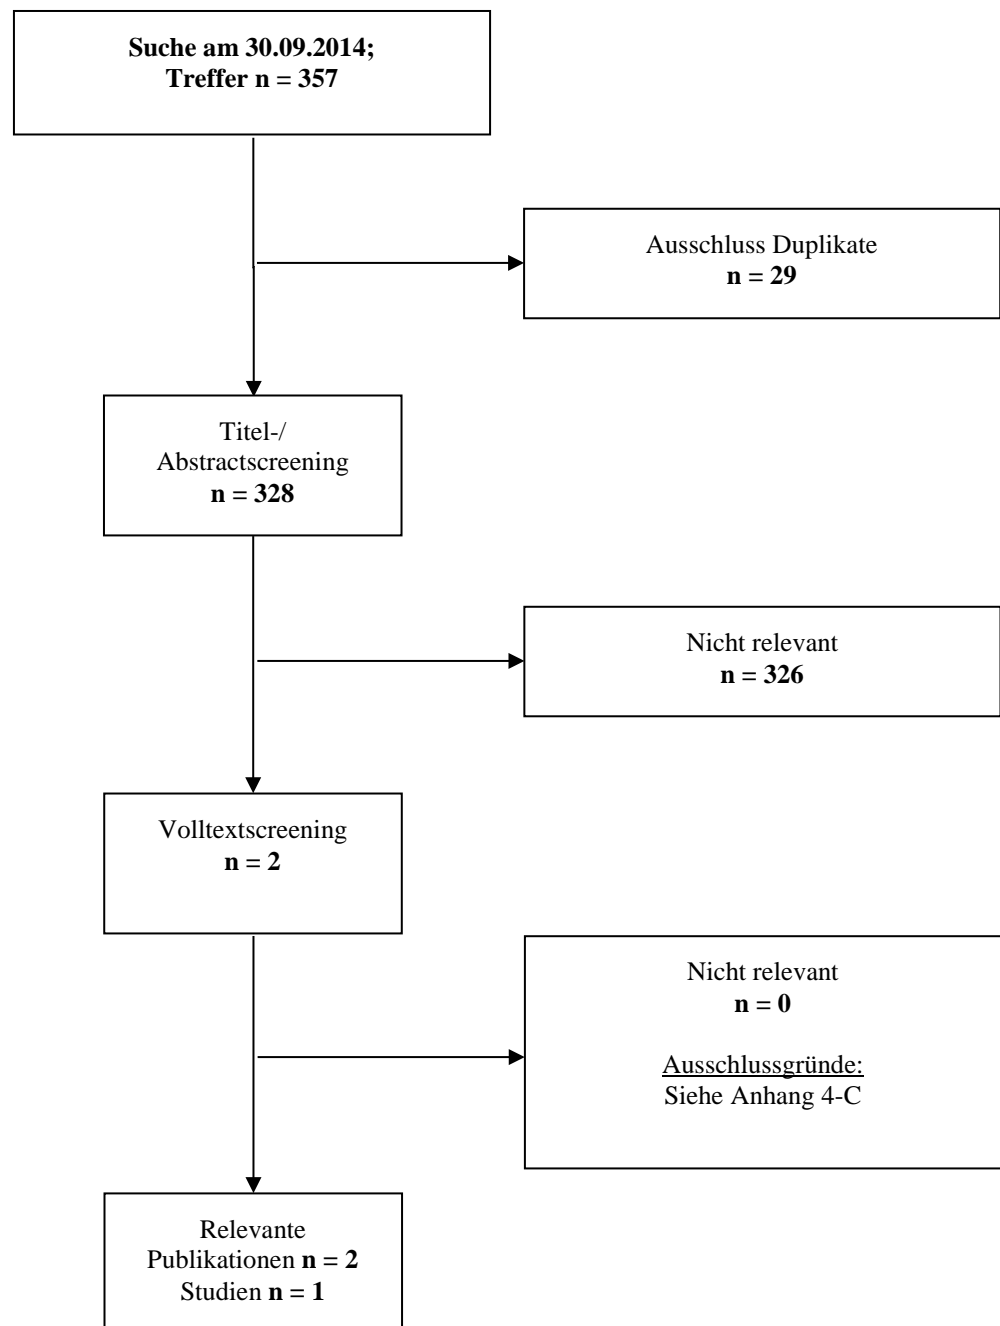 Suche am 30.09.2014;
Treffer n = 357
Ausschluss Duplikate
n = 29
Titel-/
Abstractscreening
n = 328
Nicht relevant
n = 326
Volltextscreening
n = 2
Nicht relevant
n = 0
Ausschlussgründe:
Siehe Anhang 4-C
Relevante
Publikationen n = 2
Studien n = 1